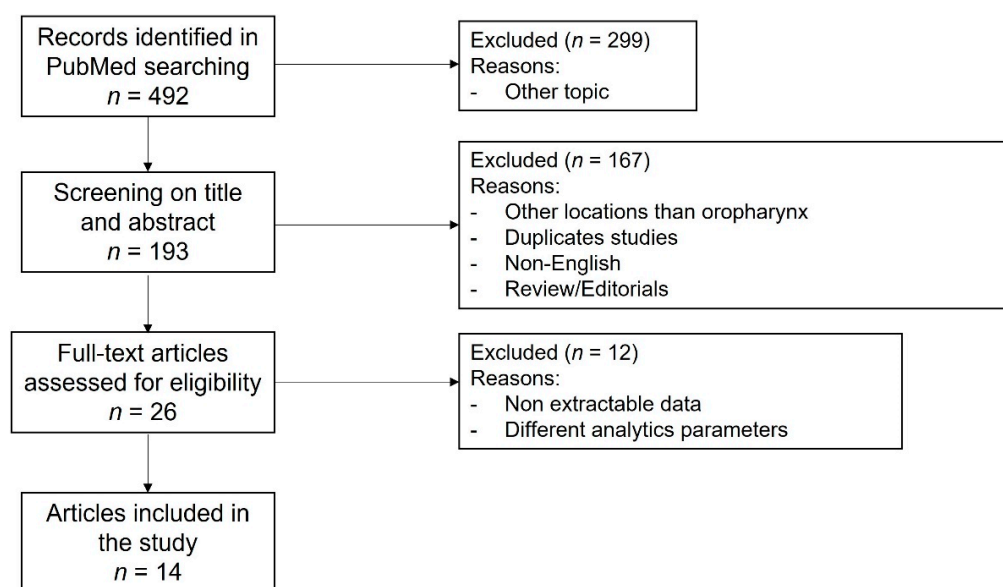 Records identified in
PubMed searching
n = 492
Excluded (n = 299)
Reasons:
- Other topic
Screening on title
and abstract
n = 193
Excluded (n = 167)
Reasons:
- Other locations than oropharynx
- Duplicates studies
- Non-English
- Review/Editorials
Full-text articles
assessed for eligibility
n = 26
Excluded (n = 12)
Reasons:
- Non extractable data
- Different analytics parameters
Articles included in
the study
n = 14